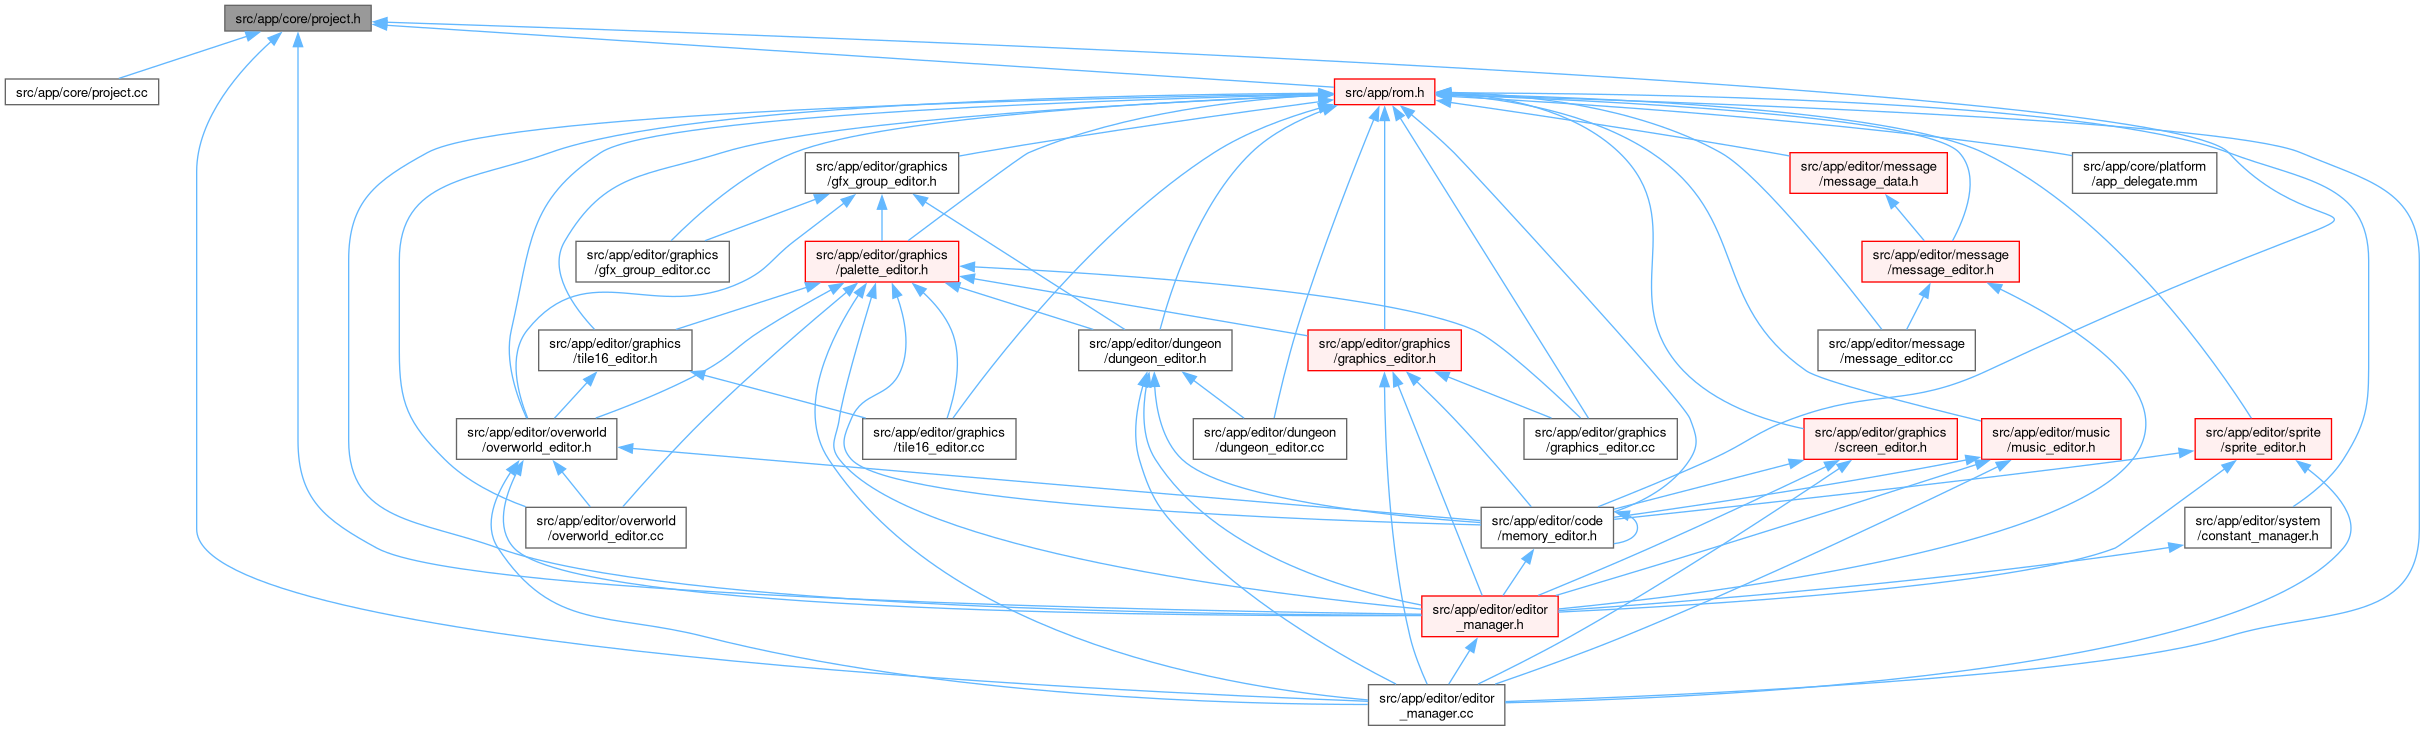 src/app/core/project.h
src/app/core/project.cc
src/app/rom.h
src/app/editor/graphics
/gfx_group_editor.h
src/app/editor/message
/message_data.h
src/app/core/platform
/app_delegate.mm
src/app/editor/graphics
/gfx_group_editor.cc
src/app/editor/graphics
/palette_editor.h
src/app/editor/message
/message_editor.h
src/app/editor/graphics
/tile16_editor.h
src/app/editor/dungeon
/dungeon_editor.h
src/app/editor/graphics
/graphics_editor.h
src/app/editor/message
/message_editor.cc
src/app/editor/overworld
/overworld_editor.h
src/app/editor/graphics
/tile16_editor.cc
src/app/editor/dungeon
/dungeon_editor.cc
src/app/editor/graphics
/graphics_editor.cc
src/app/editor/graphics
/screen_editor.h
src/app/editor/music
/music_editor.h
src/app/editor/sprite
/sprite_editor.h
src/app/editor/overworld
/overworld_editor.cc
src/app/editor/code
/memory_editor.h
src/app/editor/system
/constant_manager.h
src/app/editor/editor
_manager.h
src/app/editor/editor
_manager.cc